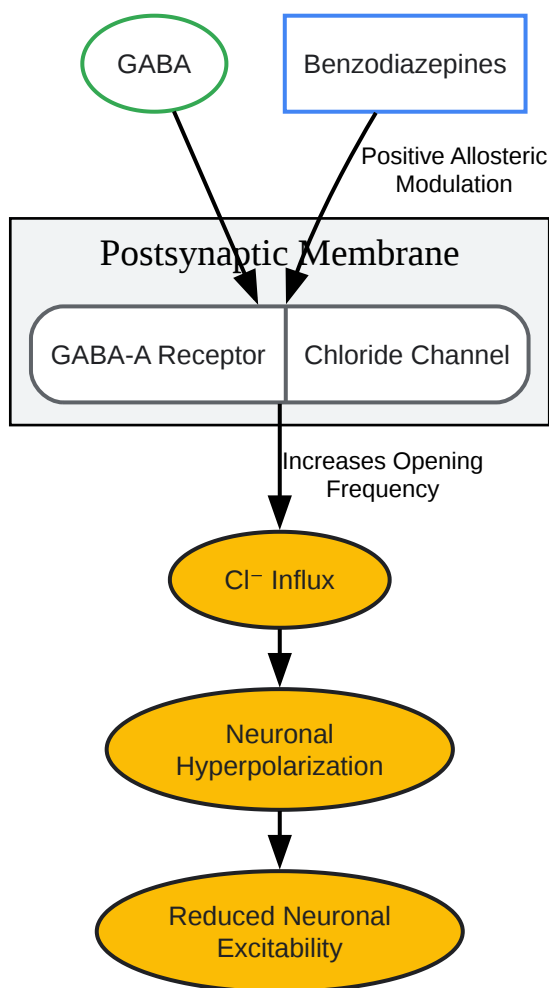 GABA
Benzodiazepines
Positive Allosteric
Modulation
Postsynaptic Membrane
GABA-A Receptor
Chloride Channel
Increases Opening
Frequency
Cl⁻ Influx
Neuronal
Hyperpolarization
Reduced Neuronal
Excitability